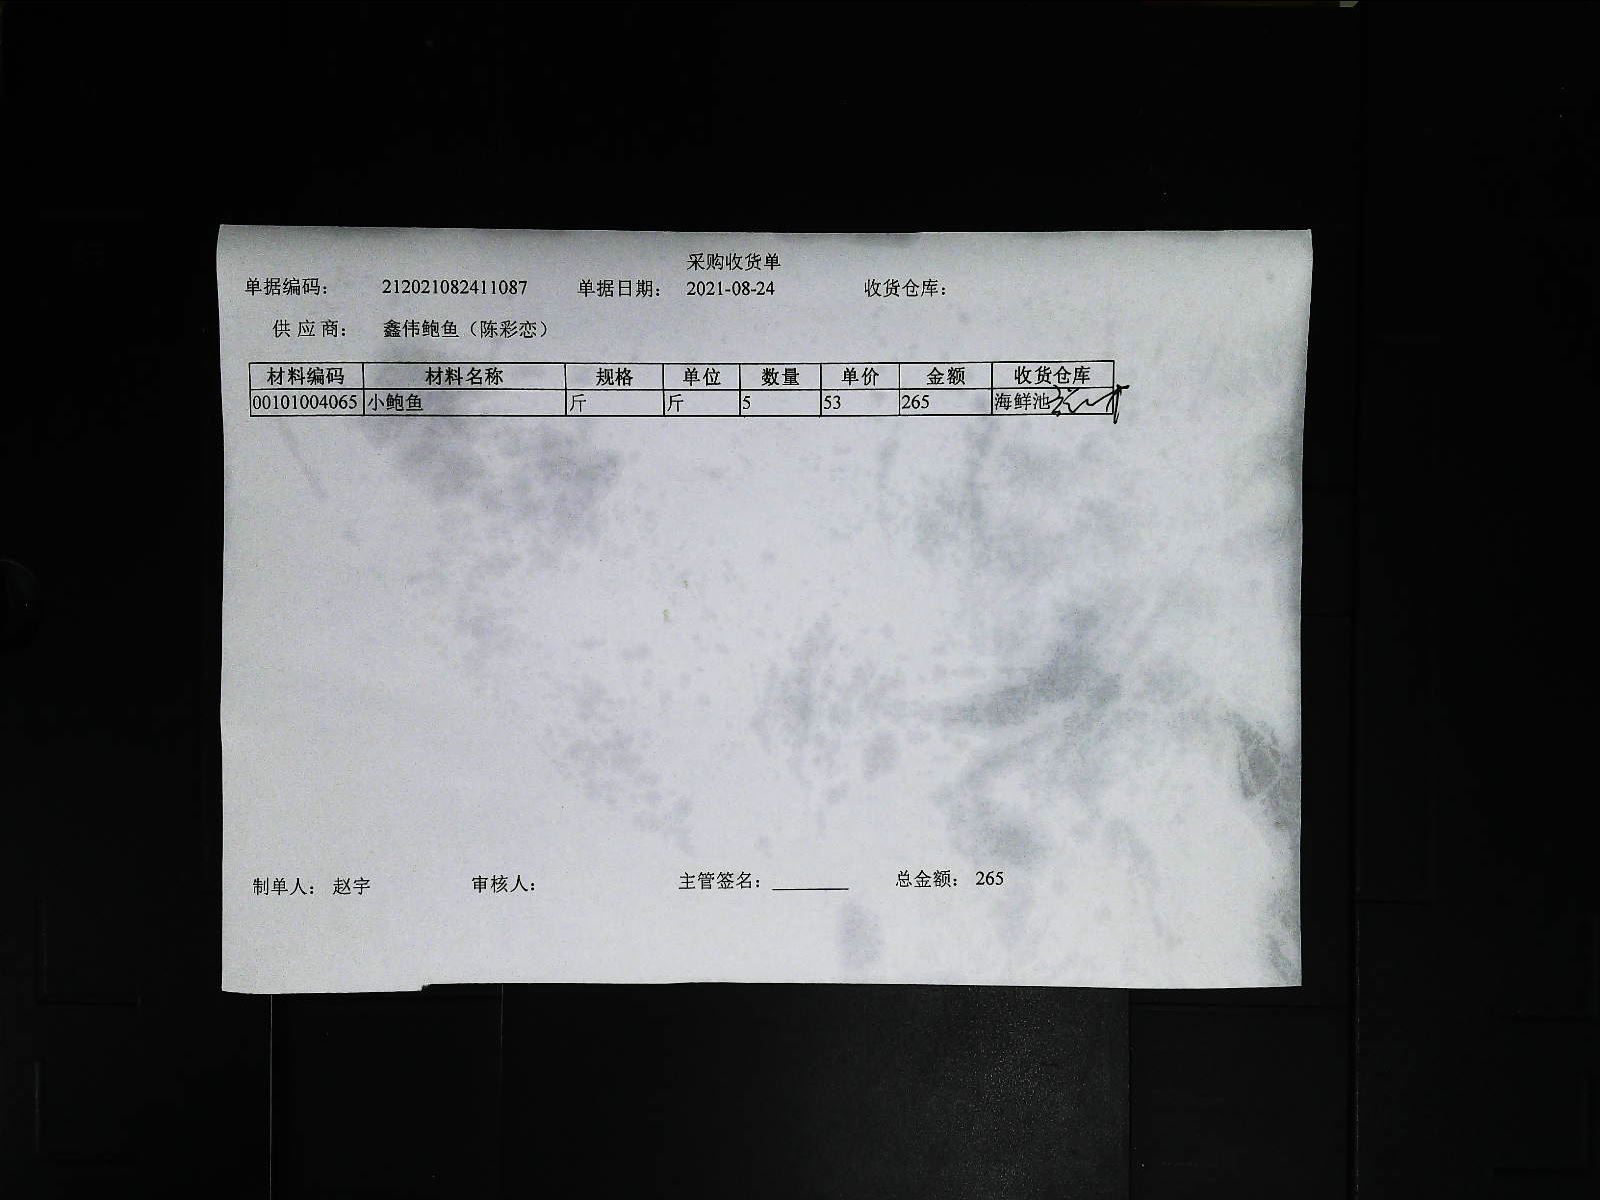 采购收货单
单据编码: 212021082411087 单据日期: 2021-08-24 收货仓库:
供应商: 鑫伟鲍鱼（陈彩恋）
材料编码 材料名称 规格 单位 数量 单价 金额 收货仓库
00101004065 小鲍鱼 斤 斤 5 53 265 海鲜池
制单人: 赵宇 审核人: 主管签名: ________ 总金额: 265